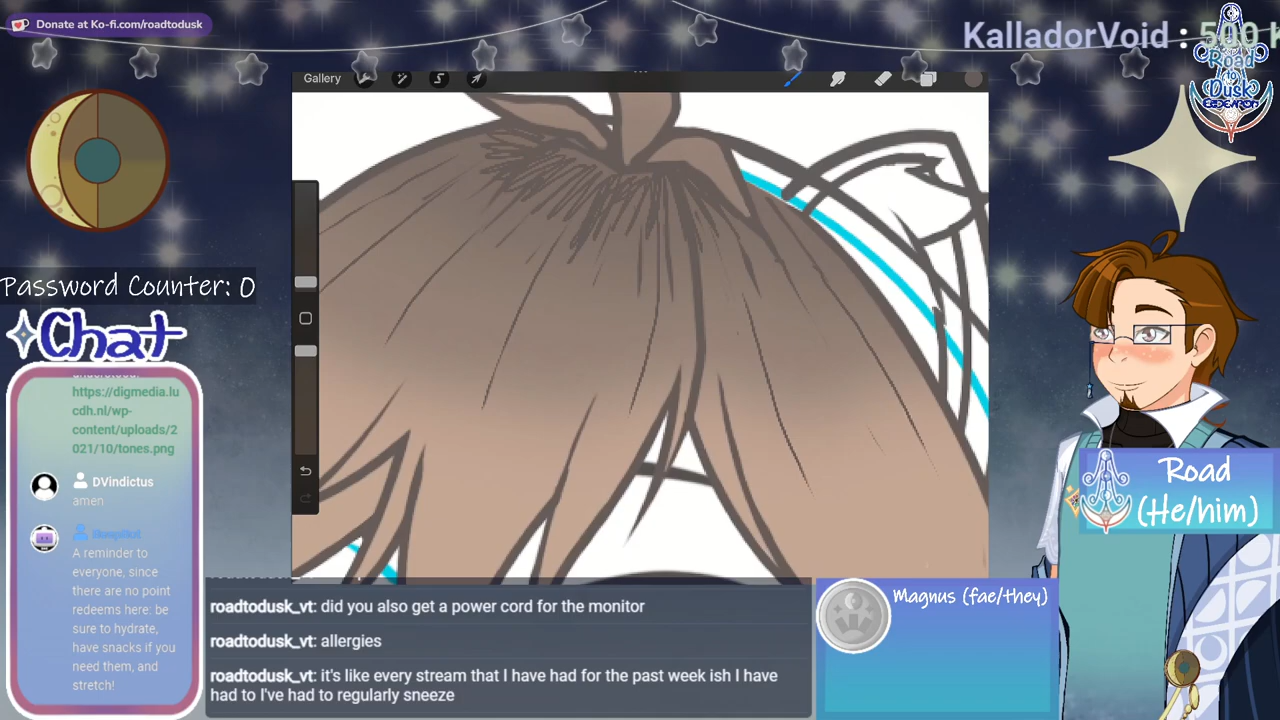 Donate at Ko-fi.com/roadtodusk
KalladorVoid : 500 K
Road
to
Dusk
Gallery
Password Counter: 0
Chat
https://digmedia.lu
cdh.nl/wp-
content/uploads/2
021/10/tones.png
DVindictus
amen
A reminder to
everyone, since
there are no point
redeems here: be
sure to hydrate,
have snacks if you
need them, and
stretch!
roadtodusk_vt: did you also get a power cord for the monitor
roadtodusk_vt: allergies
roadtodusk_vt: it's like every stream that I have had for the past week ish I have
had to I've had to regularly sneeze
Magnus (fae/they)
Road
(He/him)